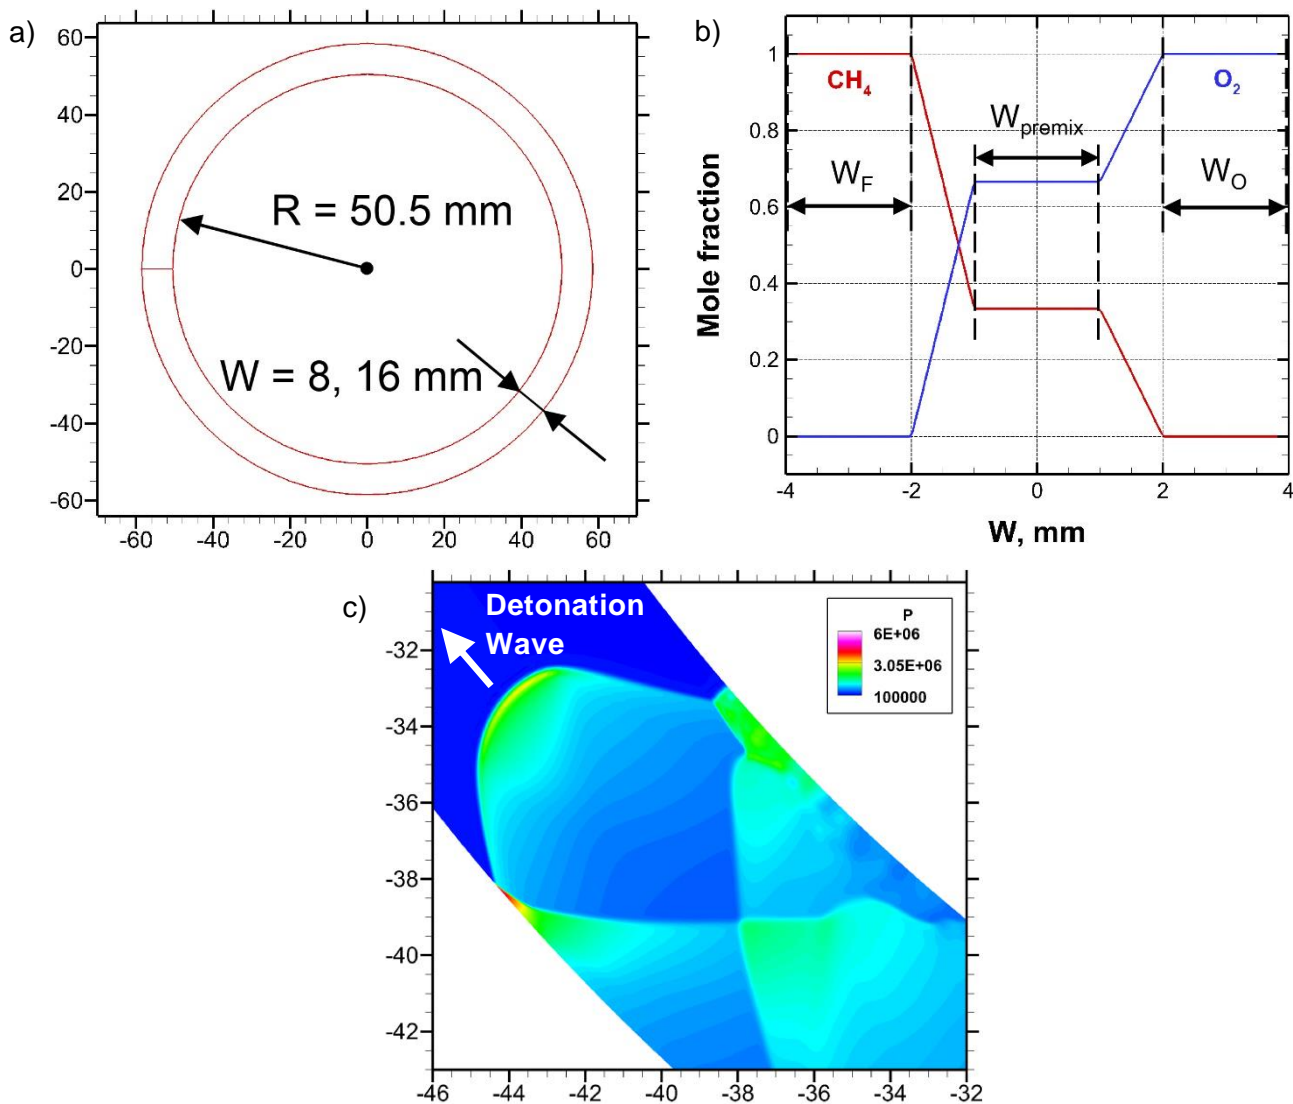 a)
60
40
20
0
-20
-40
-60
-60 -40 -20 0 20 40 60
R = 50.5 mm
W = 8, 16 mm
b)
Mole fraction
1
0.8
0.6
0.4
0.2
0
-4 -2 0 2 4
W, mm
CH4
O2
Wpremix
WF
WO
c)
Detonation
Wave
P
6E+06
3.05E+06
100000
-32
-34
-36
-38
-40
-42
-46 -44 -42 -40 -38 -36 -34 -32